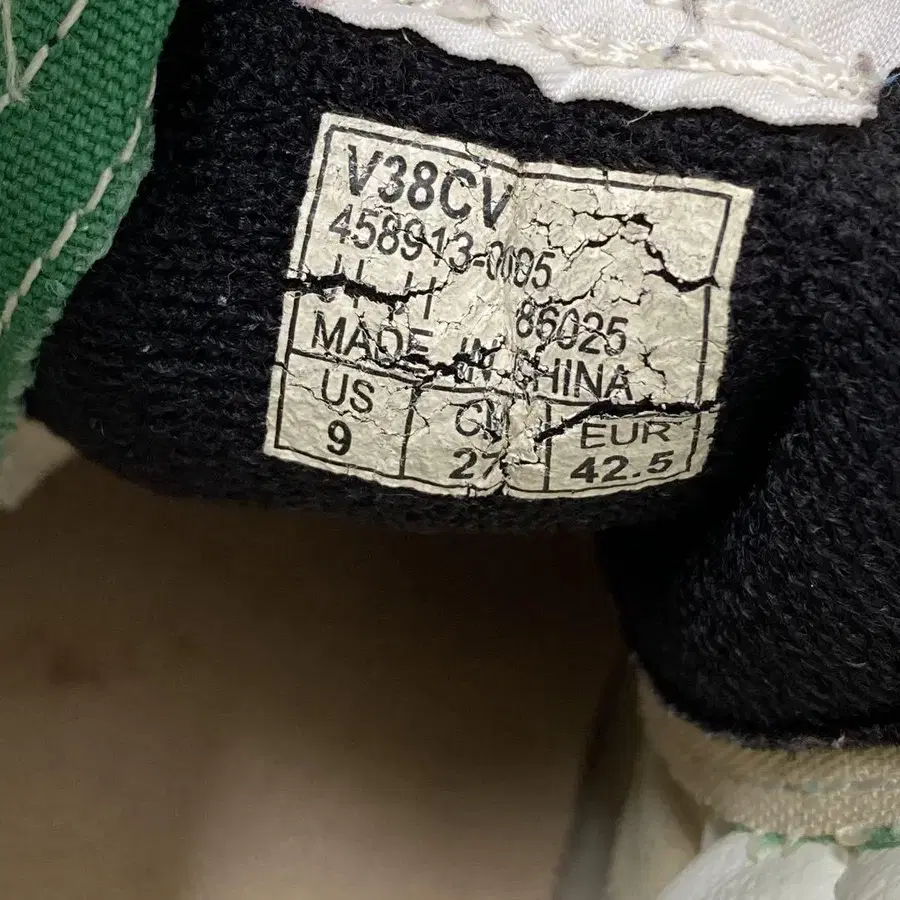 V38CV
458913-0005
86025
MADE IN CHINA
US
9
CM
27
EUR
42.5